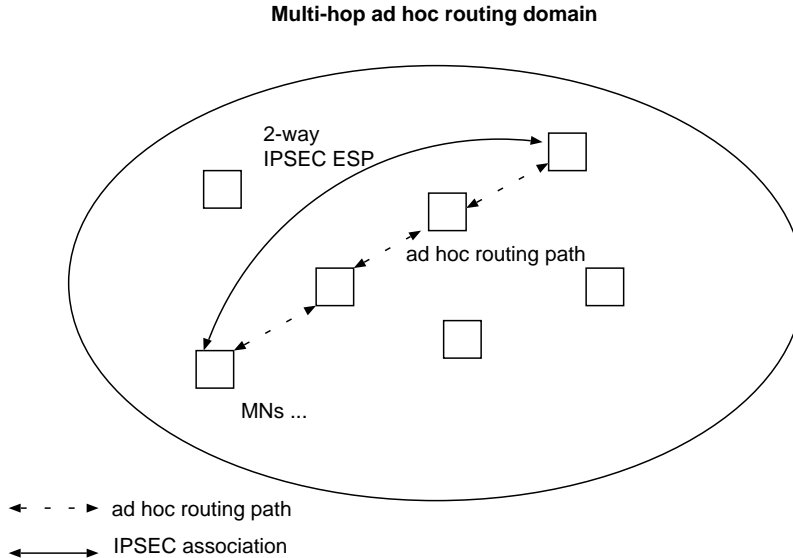 Multi-hop ad hoc routing domain
2-way
IPSEC ESP
ad hoc routing path
MNs ...
ad hoc routing path
IPSEC association